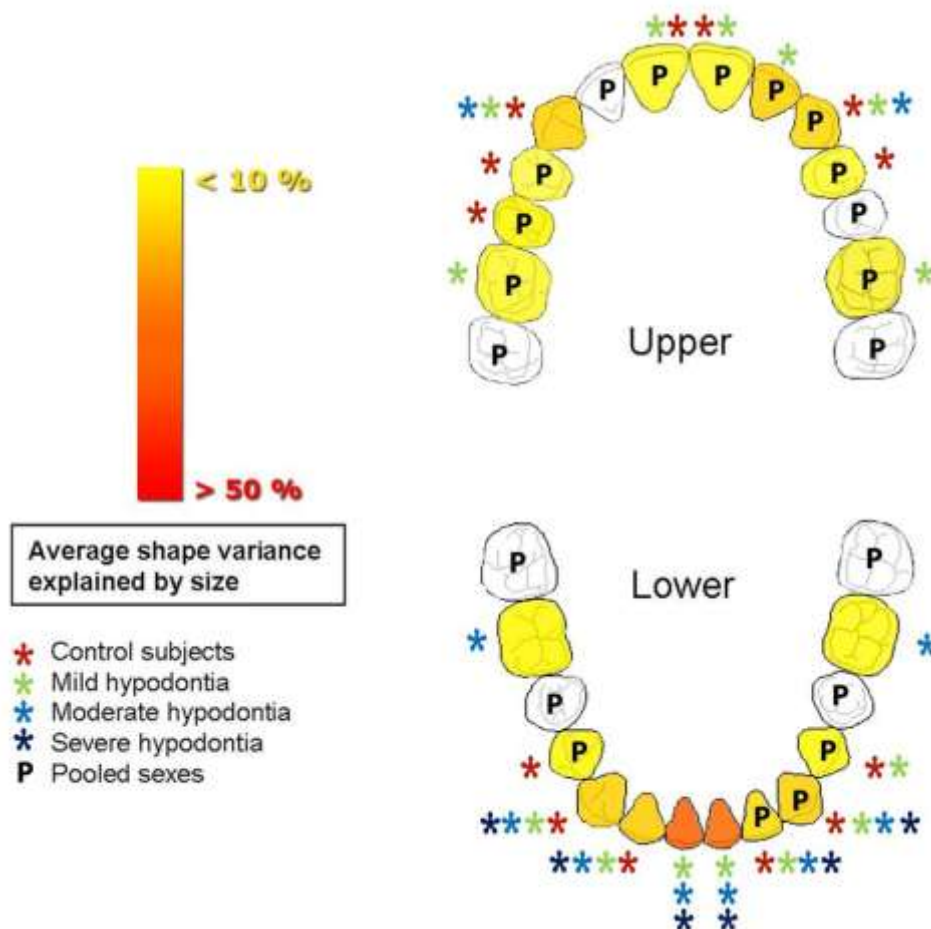 * * * *
P P P P
*
* * *
P
* * *
*
P
P
*
< 10 %
*
P
P
*
P
P
*
P
Upper
P
> 50 %
Average shape variance
explained by size
P
Lower
P
*
*
* Control subjects
* Mild hypodontia
* Moderate hypodontia
* Severe hypodontia
P Pooled sexes
P
P
P
P
*
* *
P
P
* * * *
* * * *
* * * *
* * * *
* *
* *
* *